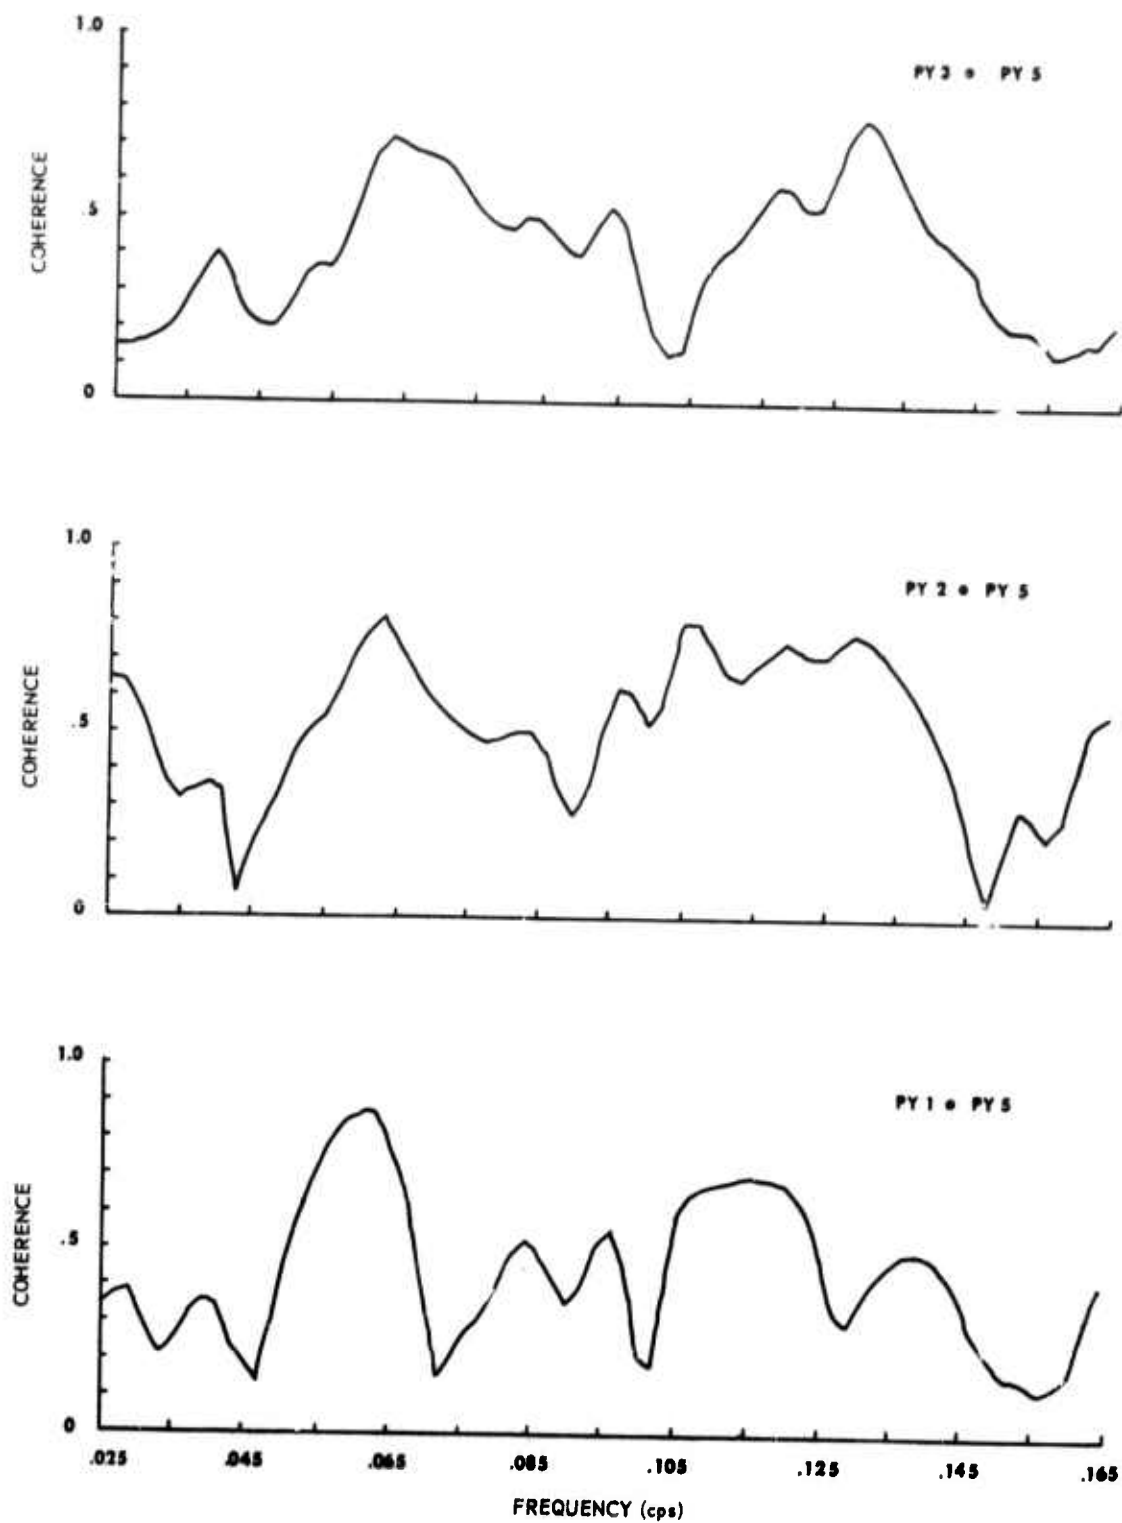 1.0
PY 3 • PY 5
COHERENCE
.5
0
1.0
PY 2 • PY 5
COHERENCE
.5
0
1.0
PY 1 • PY 5
COHERENCE
.5
0
.025 .045 .065 .085 .105 .125 .145 .165
FREQUENCY (cps)